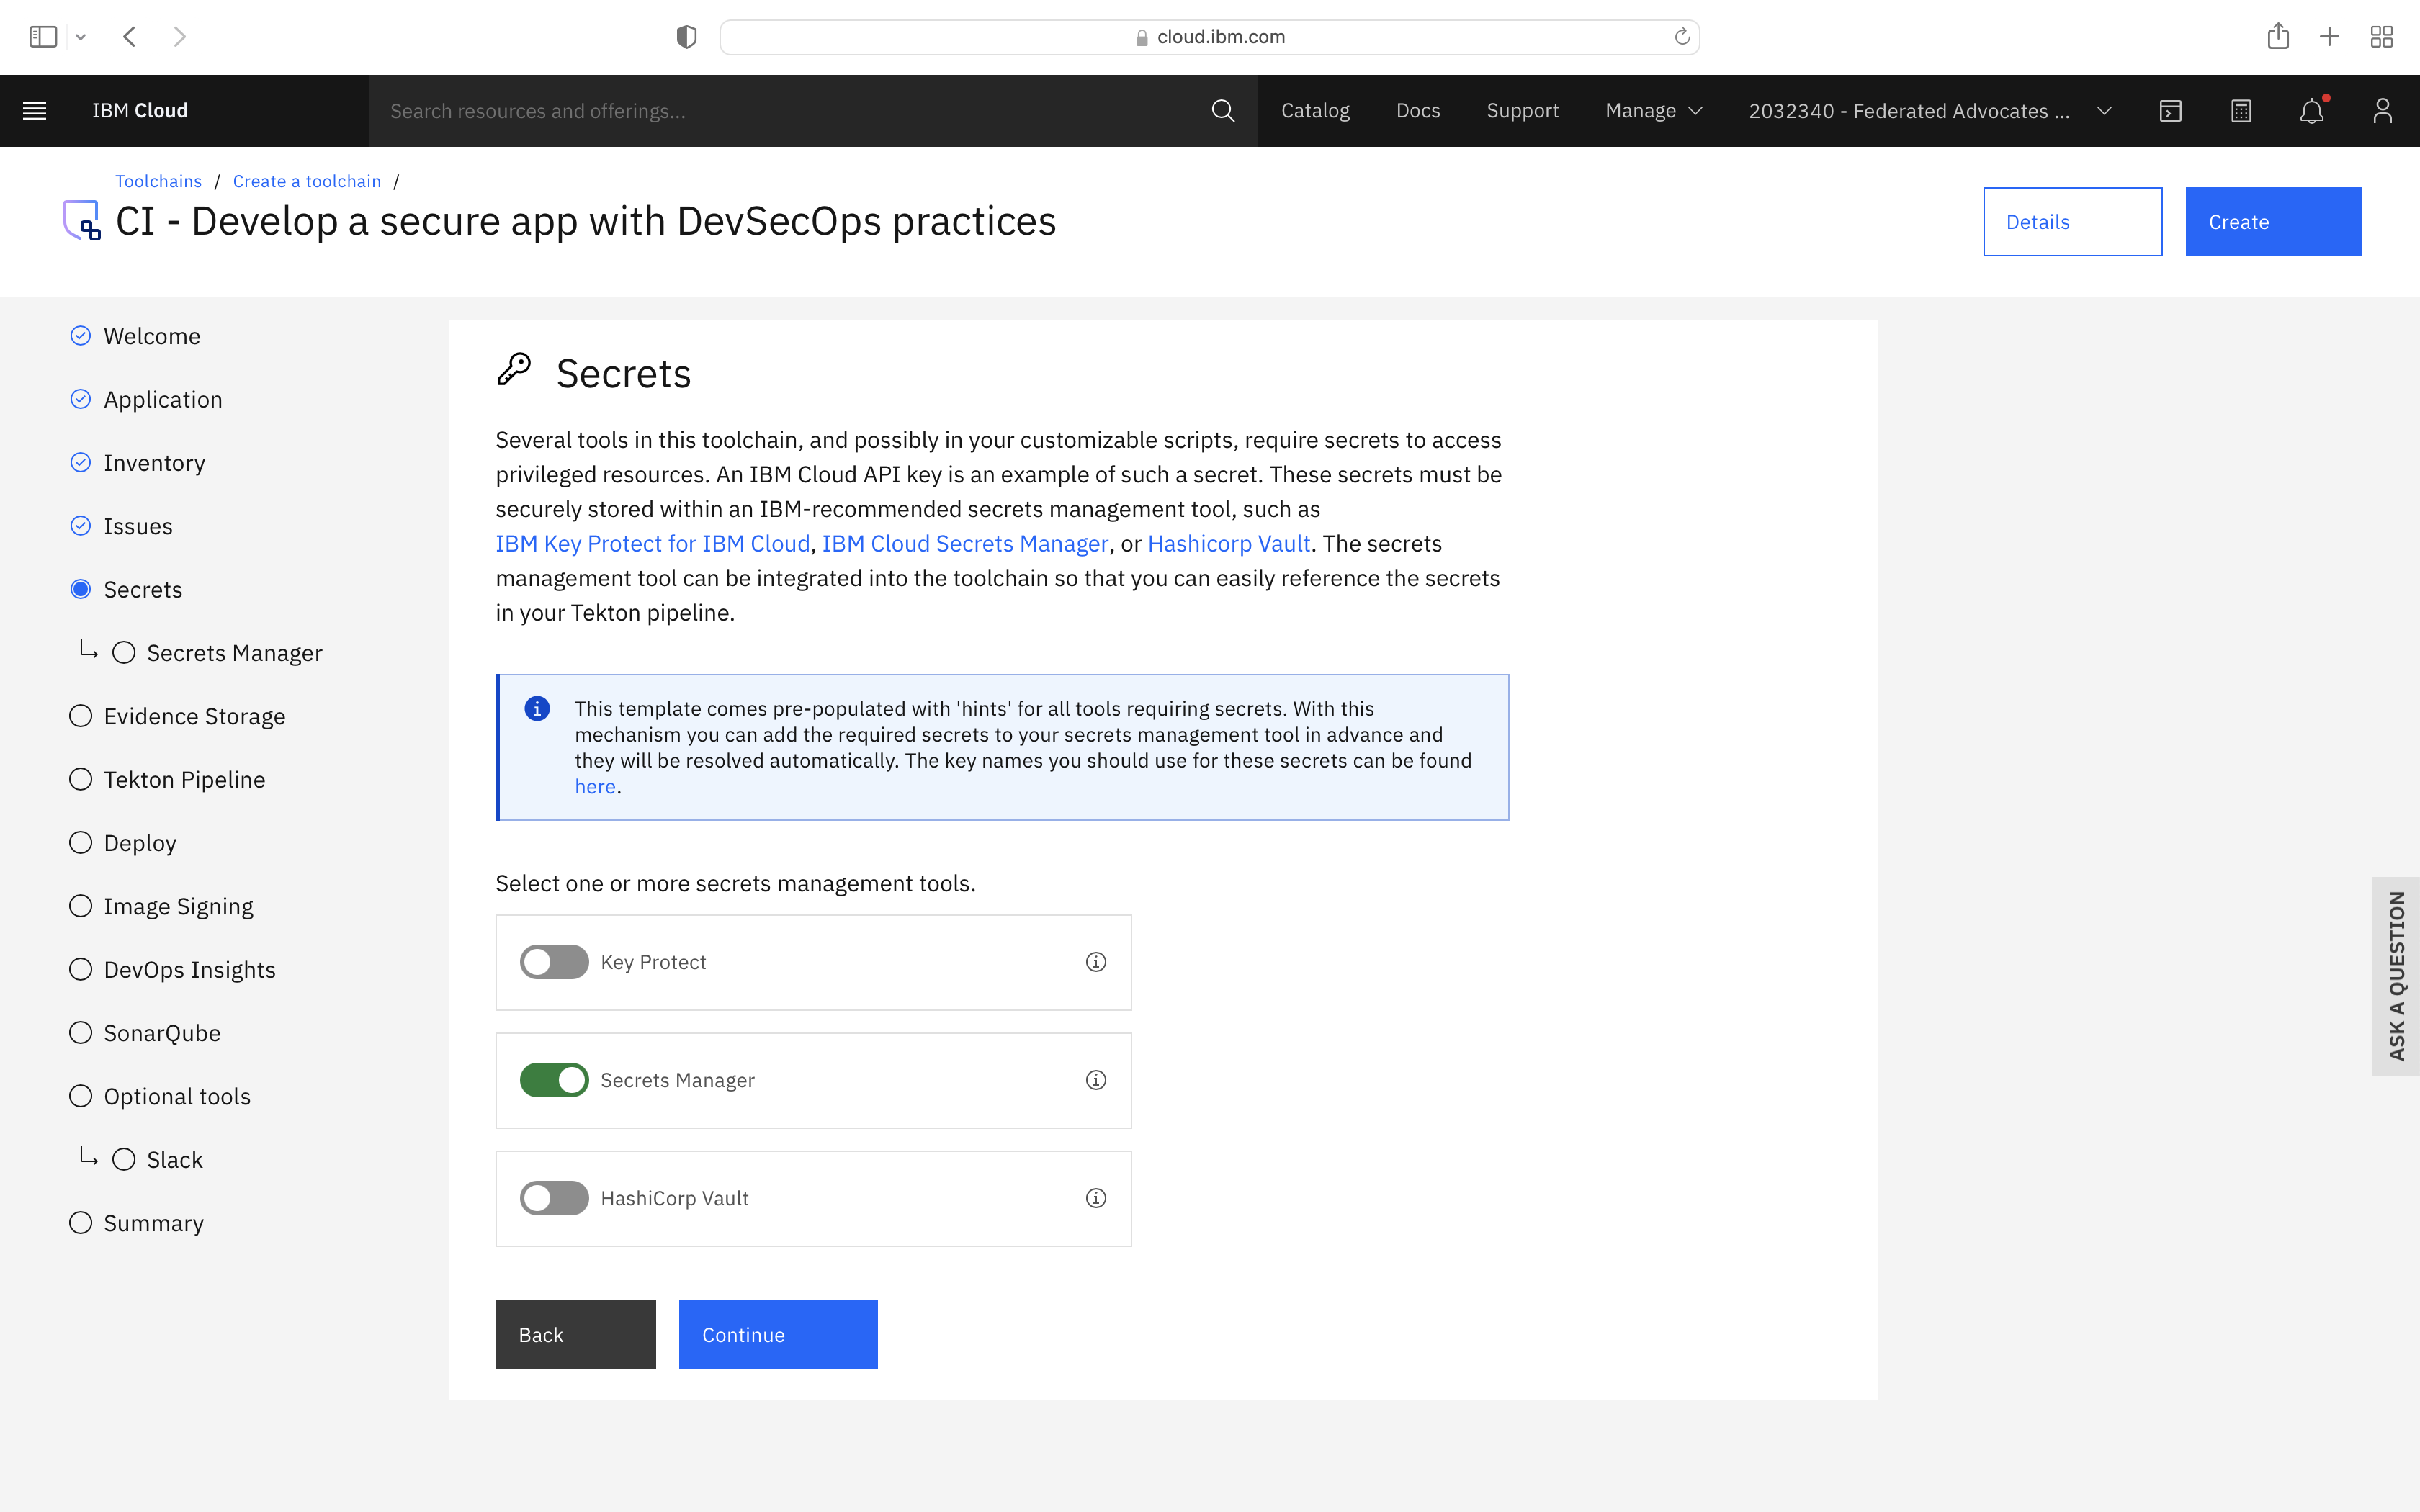 cloud.ibm.com
IBM Cloud
Search resources and offerings...
Catalog
Docs
Support
Manage
2032340 - Federated Advocates ...
Toolchains / Create a toolchain /
CI - Develop a secure app with DevSecOps practices
Details
Create
Welcome
Application
Inventory
Issues
Secrets
Secrets Manager
Evidence Storage
Tekton Pipeline
Deploy
Image Signing
DevOps Insights
SonarQube
Optional tools
Slack
Summary
Secrets
Several tools in this toolchain, and possibly in your customizable scripts, require secrets to access
privileged resources. An IBM Cloud API key is an example of such a secret. These secrets must be
securely stored within an IBM-recommended secrets management tool, such as
IBM Key Protect for IBM Cloud, IBM Cloud Secrets Manager, or Hashicorp Vault. The secrets
management tool can be integrated into the toolchain so that you can easily reference the secrets
in your Tekton pipeline.
This template comes pre-populated with 'hints' for all tools requiring secrets. With this
mechanism you can add the required secrets to your secrets management tool in advance and
they will be resolved automatically. The key names you should use for these secrets can be found
here.
Select one or more secrets management tools.
Key Protect
Secrets Manager
HashiCorp Vault
Back
Continue
ASK A QUESTION